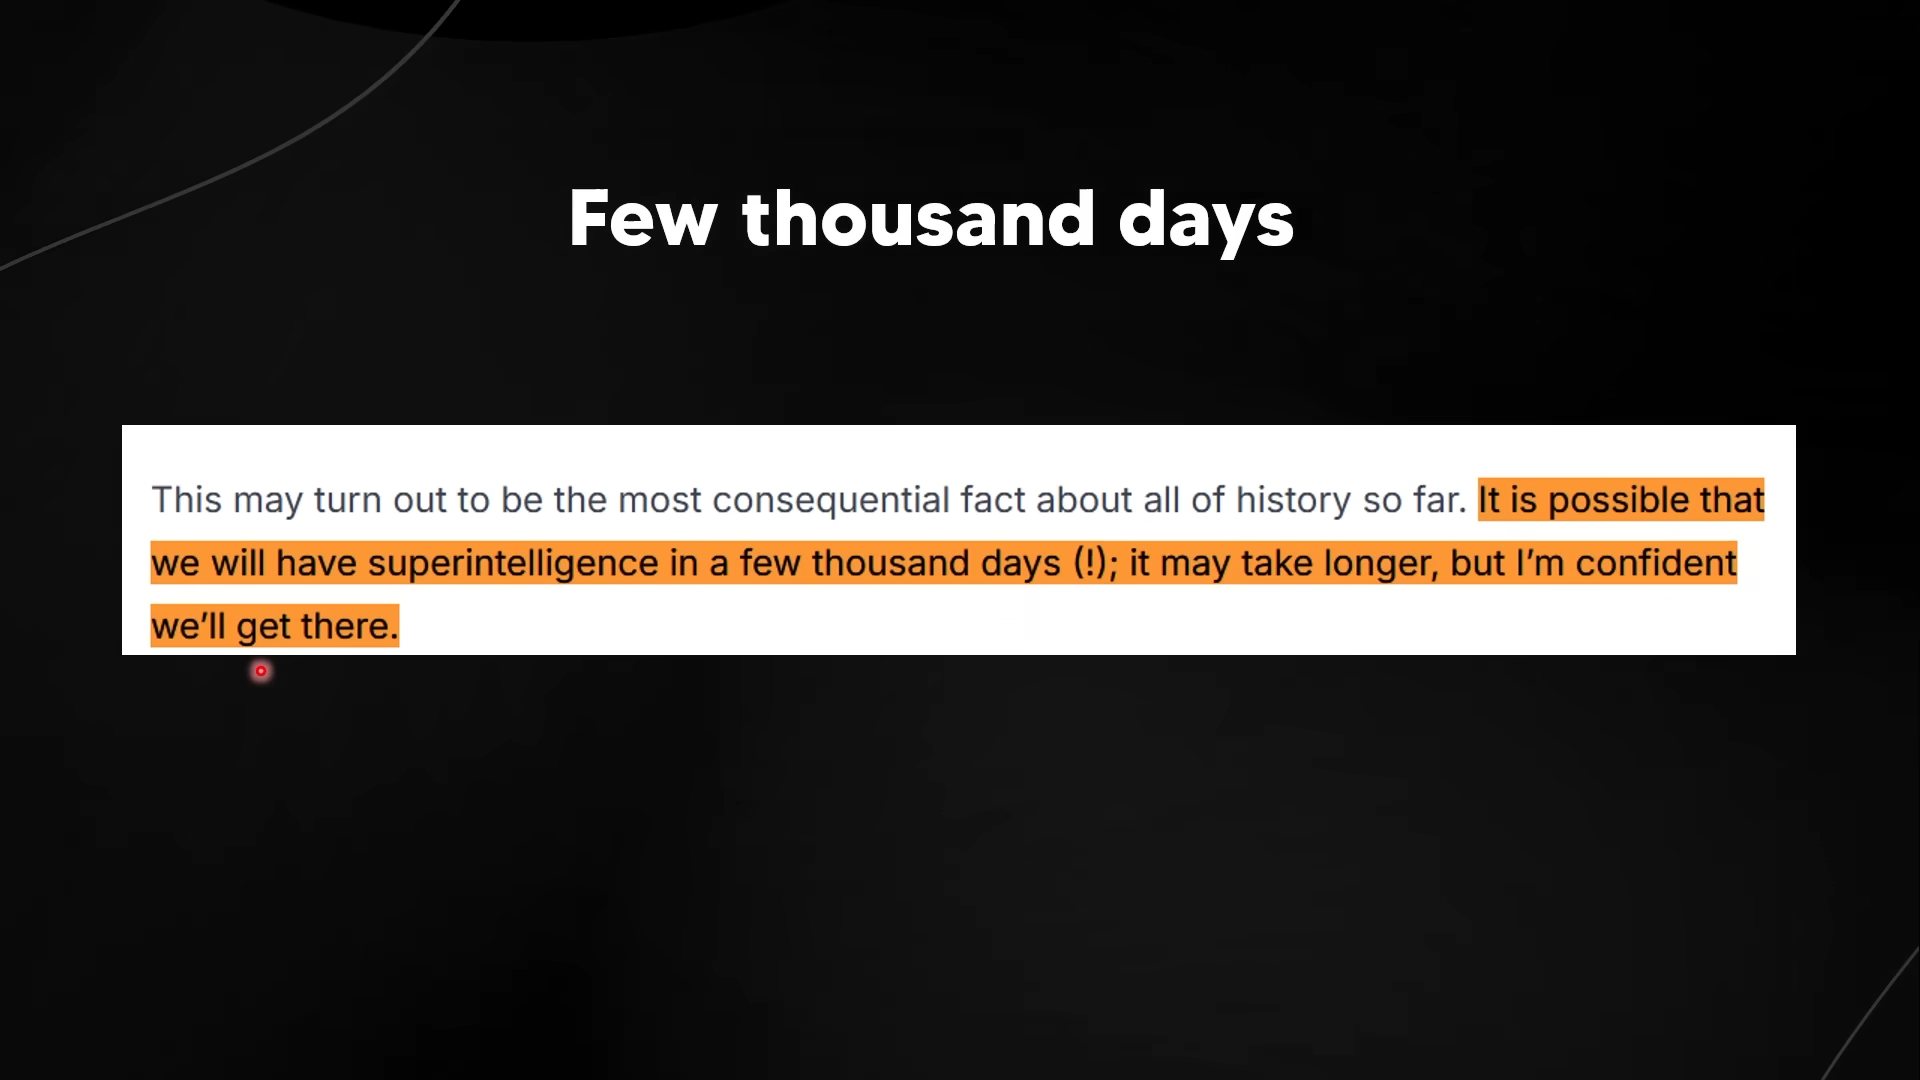 Few thousand days
This may turn out to be the most consequential fact about all of history so far. It is possible that
we will have superintelligence in a few thousand days (!); it may take longer, but I’m confident
we’ll get there.